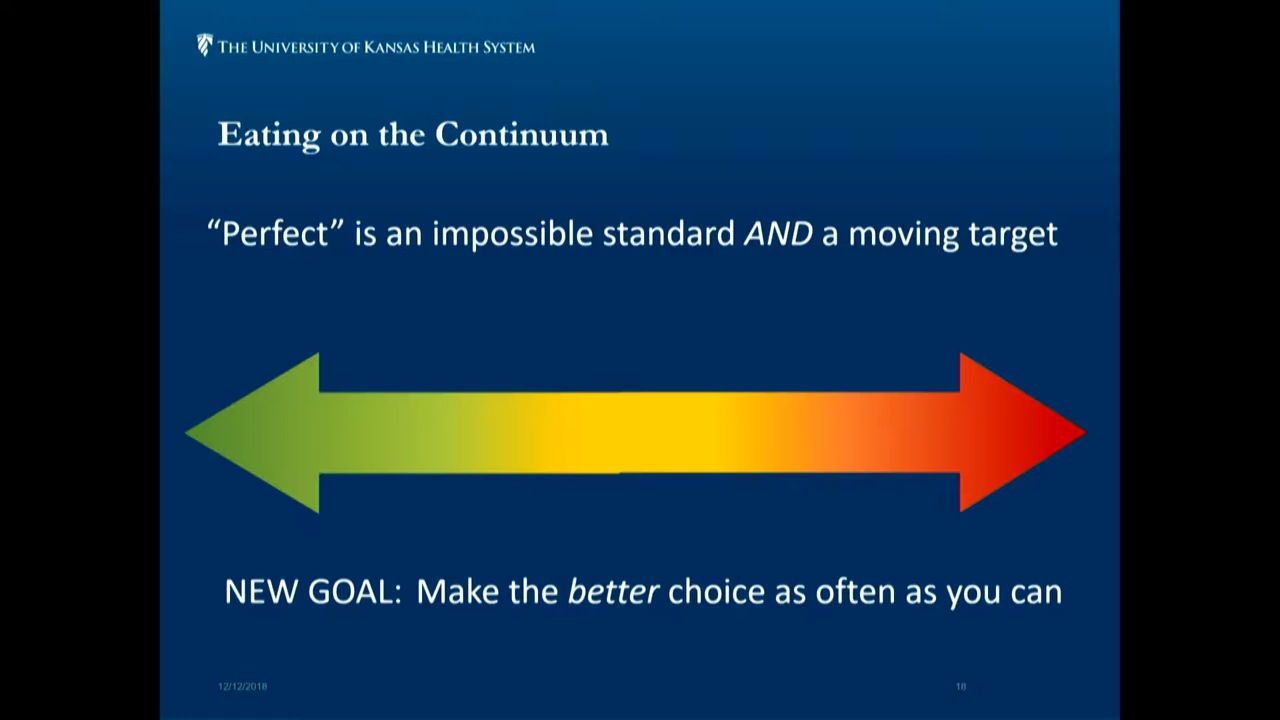 THE UNIVERSITY OF KANSAS HEALTH SYSTEM
Eating on the Continuum
“Perfect” is an impossible standard AND a moving target
NEW GOAL: Make the better choice as often as you can
12/12/2018
18